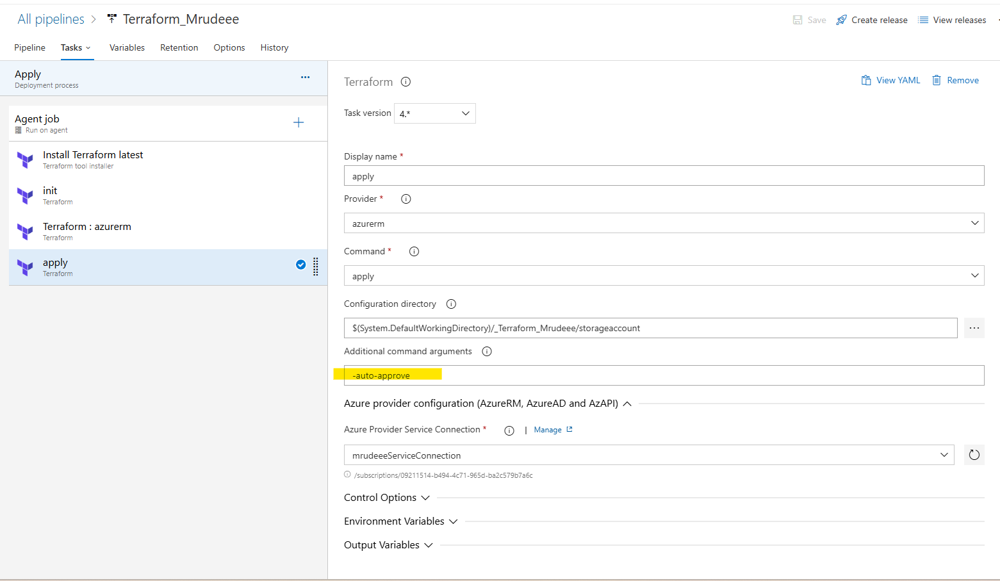 All pipelines > Terraform_Mrudeee
Save Create release View releases
Pipeline Tasks Variables Retention Options History
Apply
Deployment process
Agent job
Run on agent
Install Terraform latest
Terraform tool installer
init
Terraform
Terraform : azurerm
Terraform
apply
Terraform
Terraform
View YAML Remove
Task version 4.*
Display name *
apply
Provider *
azurerm
Command *
apply
Configuration directory
$(System.DefaultWorkingDirectory)/_Terraform_Mrudeee/storageaccount
Additional command arguments
-auto-approve
Azure provider configuration (AzureRM, AzureAD and AzAPI)
Azure Provider Service Connection * | Manage
mrudeeeServiceConnection
/subscriptions/09211514-b494-4c71-965d-ba2c579b7a6c
Control Options
Environment Variables
Output Variables